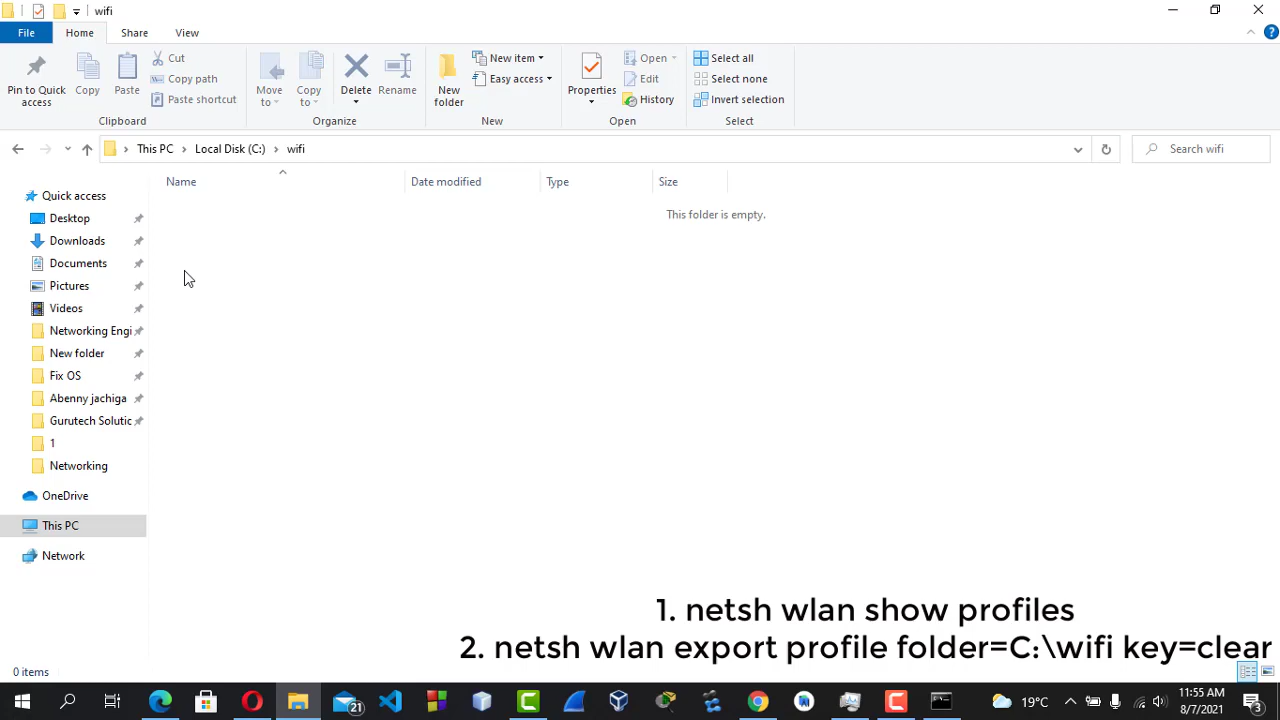 wifi
File Home Share View
Pin to Quick access
Copy
Paste
Cut
Copy path
Paste shortcut
Clipboard
Move to
Copy to
Delete
Rename
Organize
New folder
New item
Easy access
New
Properties
Open
Edit
History
Open
Select all
Select none
Invert selection
Select
This PC Local Disk (C:) wifi
Search wifi
Name Date modified Type Size
This folder is empty.
Quick access
Desktop
Downloads
Documents
Pictures
Videos
Networking Engi
New folder
Fix OS
Abenny jachiga
Gurutech Solutic
1
Networking
OneDrive
This PC
Network
1. netsh wlan show profiles
2. netsh wlan export profile folder=C:\wifi key=clear
0 items
21
19°C
11:55 AM
8/7/2021
3